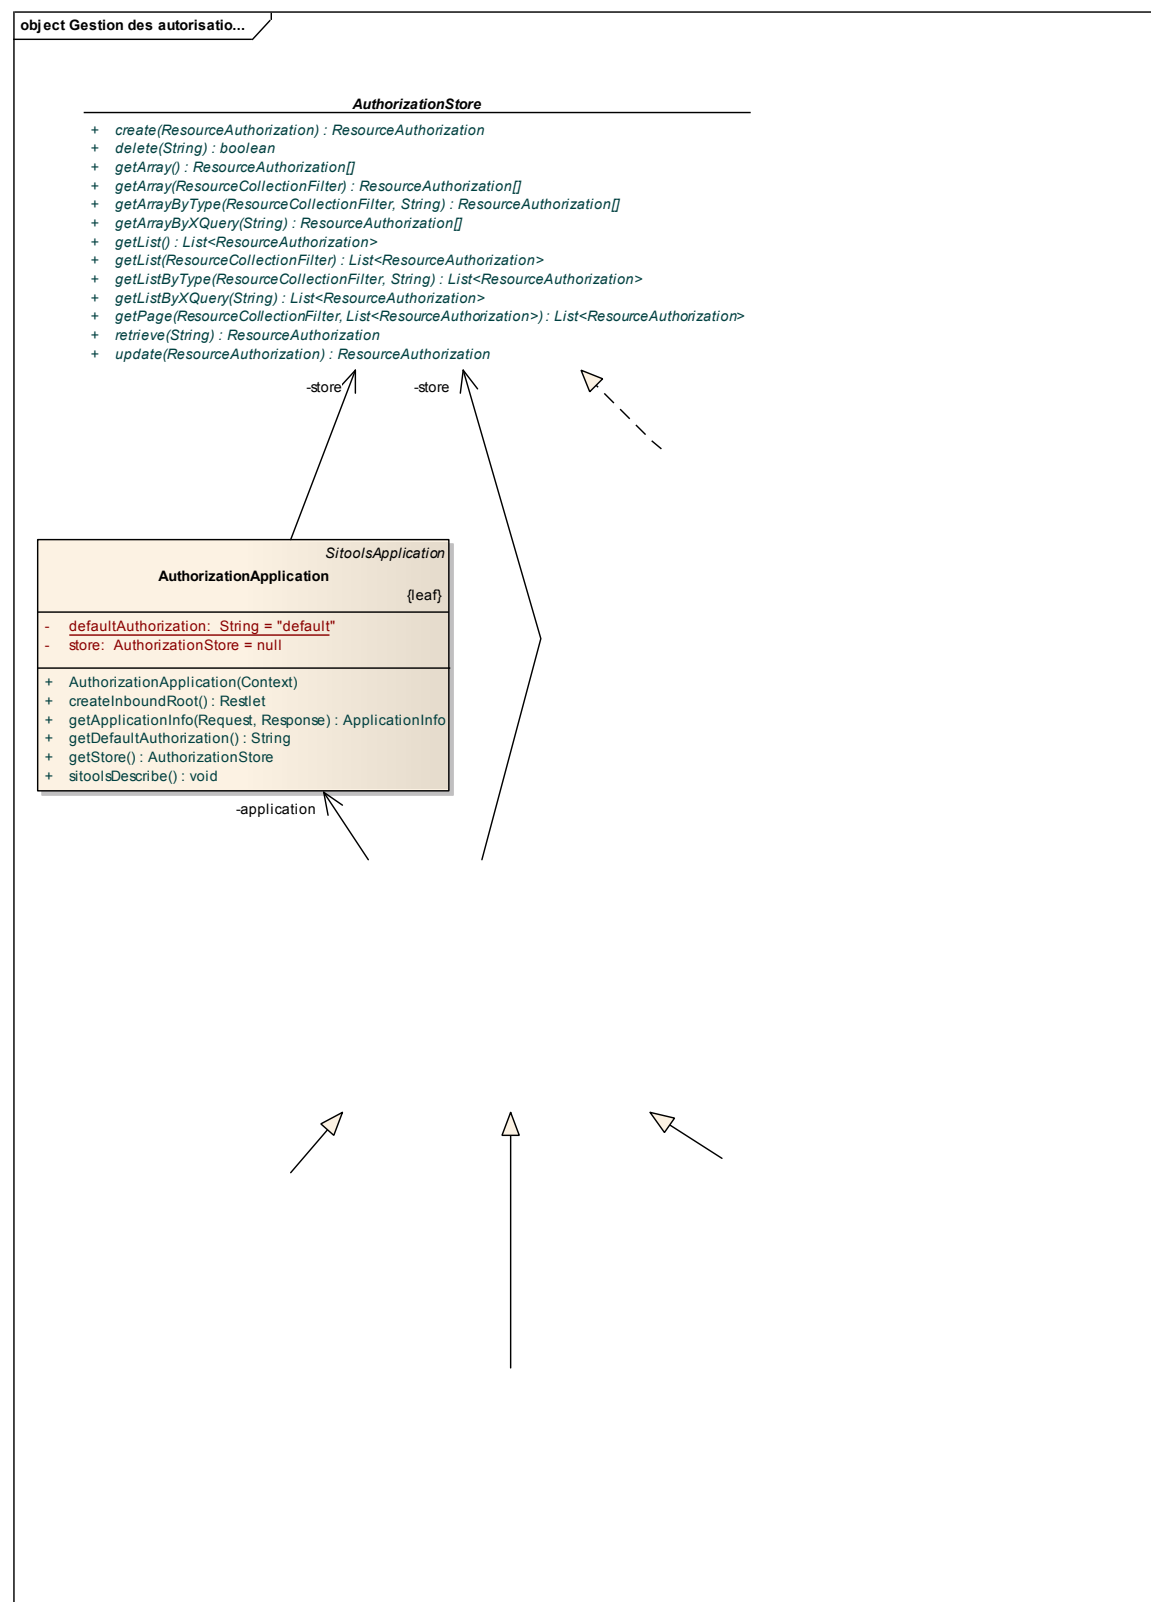 object Gestion des autorisatio...
AuthorizationStore
+ create(ResourceAuthorization) : ResourceAuthorization
+ delete(String) : boolean
+ getArray() : ResourceAuthorization[]
+ getArray(ResourceCollectionFilter) : ResourceAuthorization[]
+ getArrayByType(ResourceCollectionFilter, String) : ResourceAuthorization[]
+ getArrayByXQuery(String) : ResourceAuthorization[]
+ getList() : List<ResourceAuthorization>
+ getList(ResourceCollectionFilter) : List<ResourceAuthorization>
+ getListByType(ResourceCollectionFilter, String) : List<ResourceAuthorization>
+ getListByXQuery(String) : List<ResourceAuthorization>
+ getPage(ResourceCollectionFilter, List<ResourceAuthorization>) : List<ResourceAuthorization>
+ retrieve(String) : ResourceAuthorization
+ update(ResourceAuthorization) : ResourceAuthorization
-store -store
SitoolsApplication
AuthorizationApplication
{leaf}
- defaultAuthorization: String = "default"
- store: AuthorizationStore = null
+ AuthorizationApplication(Context)
+ createInboundRoot() : Restlet
+ getApplicationInfo(Request, Response) : ApplicationInfo
+ getDefaultAuthorization() : String
+ getStore() : AuthorizationStore
+ sitoolsDescribe() : void
-application